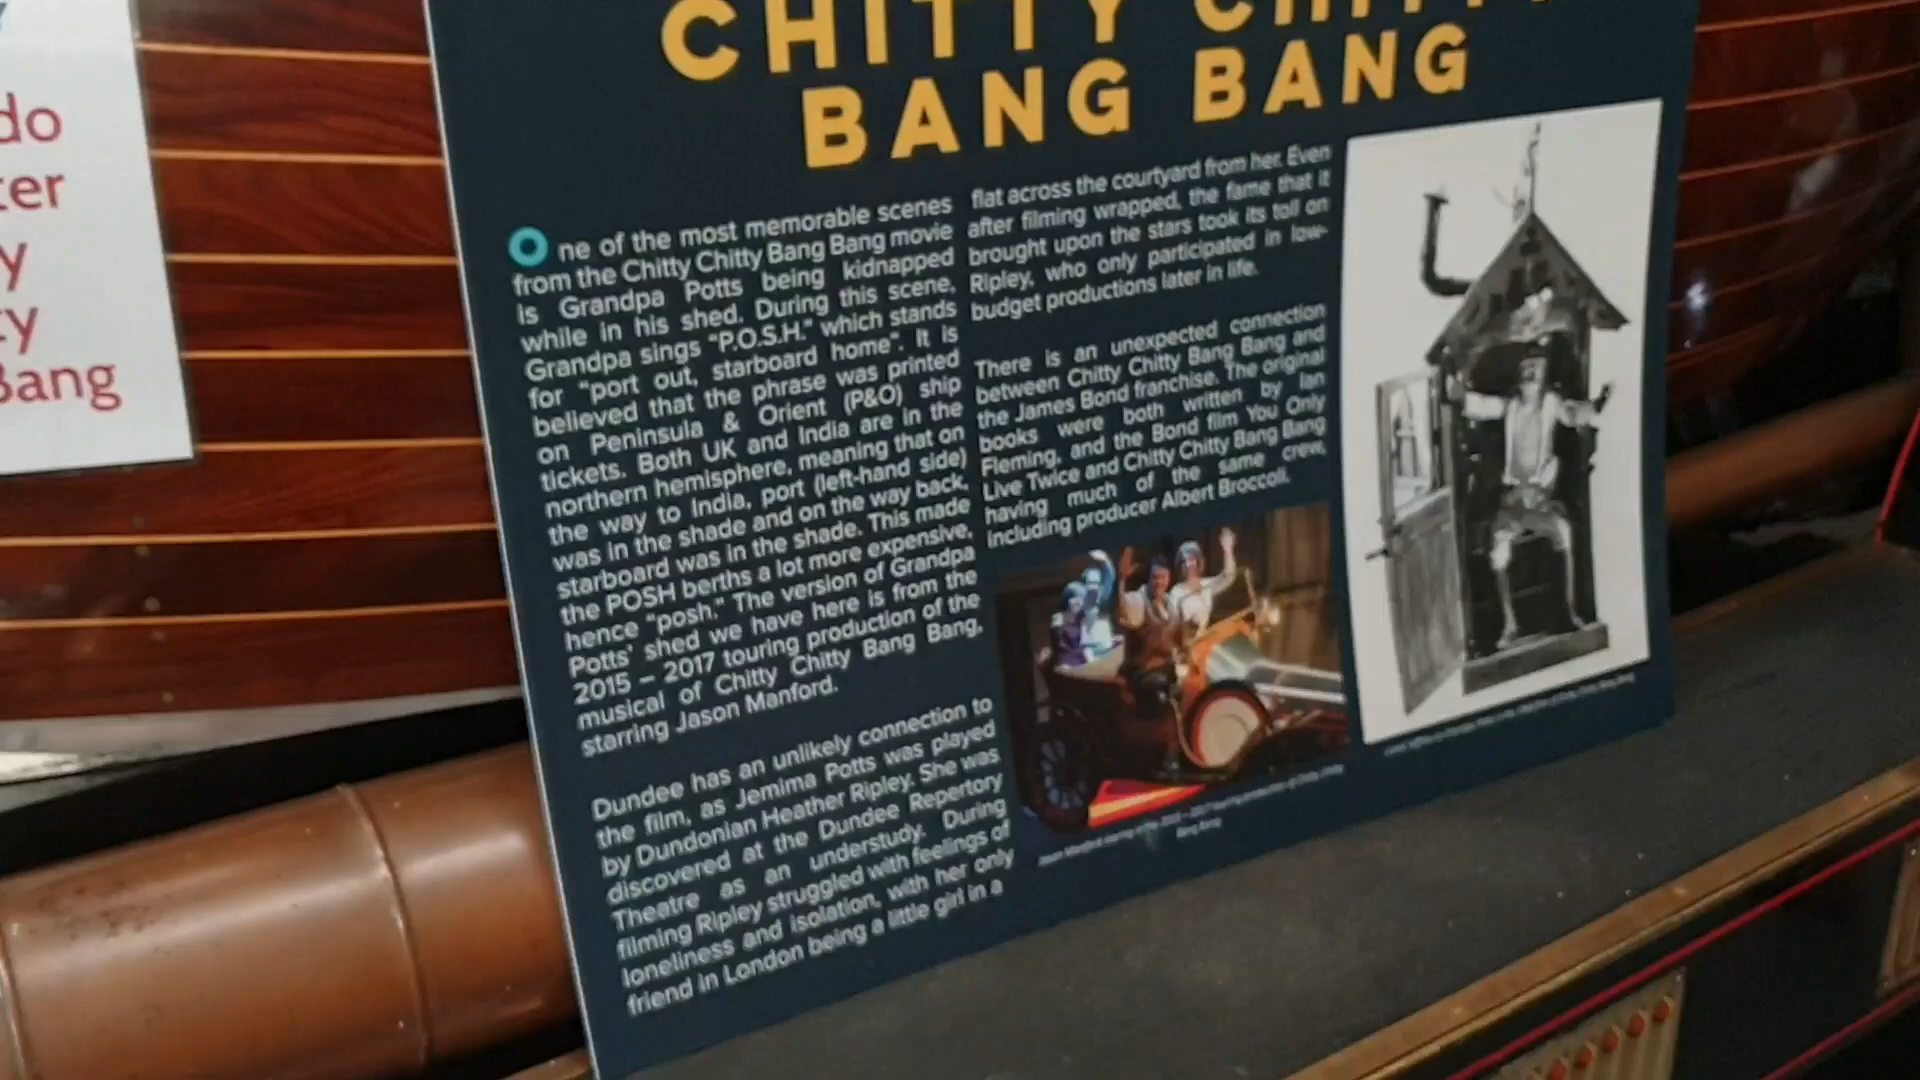 do
ter
y
ty
Bang
CHITTY CHITTY
BANG BANG
One of the most memorable scenes
from the Chitty Chitty Bang Bang movie
is Grandpa Potts being kidnapped
while in his shed. During this scene,
Grandpa sings "P.O.S.H." which stands
for "port out, starboard home". It is
believed that the phrase was printed
on Peninsula & Orient (P&O) ship
tickets. Both UK and India are in the
northern hemisphere, meaning that on
the way to India, port (left-hand side)
was in the shade and on the way back,
starboard was in the shade. This made
the POSH berths a lot more expensive,
hence "posh." The version of Grandpa
Potts' shed we have here is from the
2015 – 2017 touring production of the
musical of Chitty Chitty Bang Bang,
starring Jason Manford.
Dundee has an unlikely connection to
the film, as Jemima Potts was played
by Dundonian Heather Ripley. She was
discovered at the Dundee Repertory
Theatre as an understudy. During
filming Ripley struggled with feelings of
loneliness and isolation, with her only
friend in London being a little girl in a
flat across the courtyard from her. Even
after filming wrapped, the fame that it
brought upon the stars took its toll on
Ripley, who only participated in low-
budget productions later in life.
There is an unexpected connection
between Chitty Chitty Bang Bang and
the James Bond franchise. The original
books were both written by Ian
Fleming, and the Bond film You Only
Live Twice and Chitty Chitty Bang Bang
having much of the same crew,
including producer Albert Broccoli.